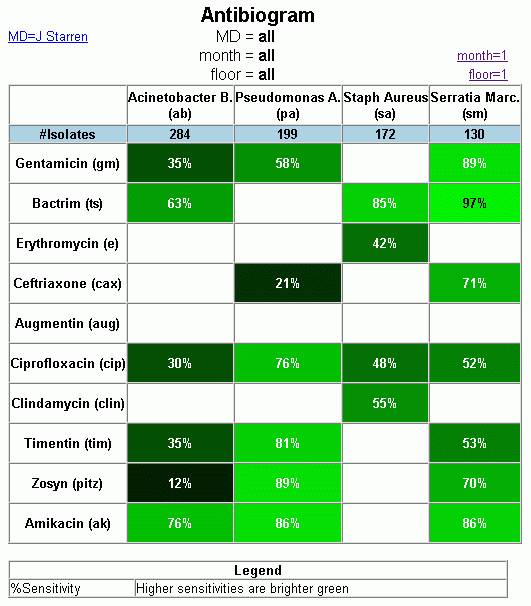 Antibiogram
MD=J Starren MD = all
month = all month=1
floor = all floor=1
Acinetobacter B. (ab) Pseudomonas A. (pa) Staph Aureus (sa) Serratia Marc. (sm)
#Isolates 284 199 172 130
Gentamicin (gm) 35% 58% 89%
Bactrim (ts) 63% 85% 97%
Erythromycin (e) 42%
Ceftriaxone (cax) 21% 71%
Augmentin (aug)
Ciprofloxacin (cip) 30% 76% 48% 52%
Clindamycin (clin) 55%
Timentin (tim) 35% 81% 53%
Zosyn (pitz) 12% 89% 70%
Amikacin (ak) 76% 86% 86%
Legend
%Sensitivity Higher sensitivities are brighter green